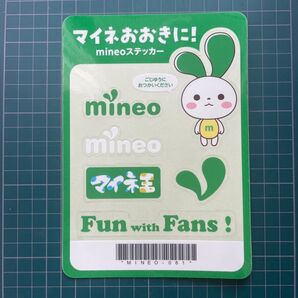 マイネおおきに!
mineoステッカー
ごじゆうに
おつかいください
mineo
m
mineo
マイネ王
Fun with Fans !
*MINEO-081*